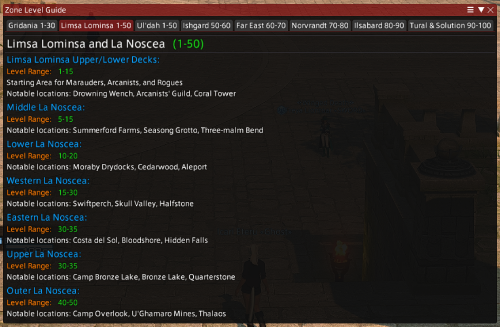 Zone Level Guide
Gridania 1-30 Limsa Lominsa 1-50 Ul'dah 1-50 Ishgard 50-60 Far East 60-70 Norvrandt 70-80 Ilsabard 80-90 Tural & Solution 90-100
Limsa Lominsa and La Noscea (1-50)
Limsa Lominsa Upper/Lower Decks:
Level Range: 1-15
Starting Area for Marauders, Arcanists, and Rogues
Notable locations: Drowning Wench, Arcanists' Guild, Coral Tower
Middle La Noscea:
Level Range: 5-15
Notable locations: Summerford Farms, Seasong Grotto, Three-malm Bend
Lower La Noscea:
Level Range: 10-20
Notable locations: Moraby Drydocks, Cedarwood, Aleport
Western La Noscea:
Level Range: 15-30
Notable locations: Swiftperch, Skull Valley, Halfstone
Eastern La Noscea:
Level Range: 30-35
Notable locations: Costa del Sol, Bloodshore, Hidden Falls
Upper La Noscea:
Level Range: 30-35
Notable locations: Camp Bronze Lake, Bronze Lake, Quarterstone
Outer La Noscea:
Level Range: 40-50
Notable locations: Camp Overlook, U'Ghamaro Mines, Thalaos